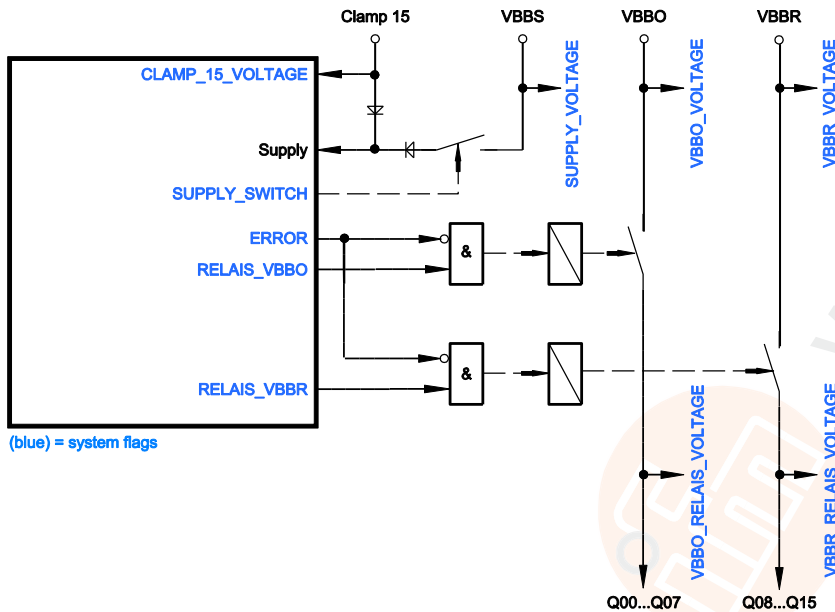 Clamp 15
VBBS
VBBO
VBBR
CLAMP_15_VOLTAGE
SUPPLY_VOLTAGE
VBBO_VOLTAGE
VBBR_VOLTAGE
Supply
SUPPLY_SWITCH
ERROR
&
RELAIS_VBBO
&
RELAIS_VBBR
VBBO_RELAIS_VOLTAGE
VBBR_RELAIS_VOLTAGE
(blue) = system flags
Q00...Q07
Q08...Q15